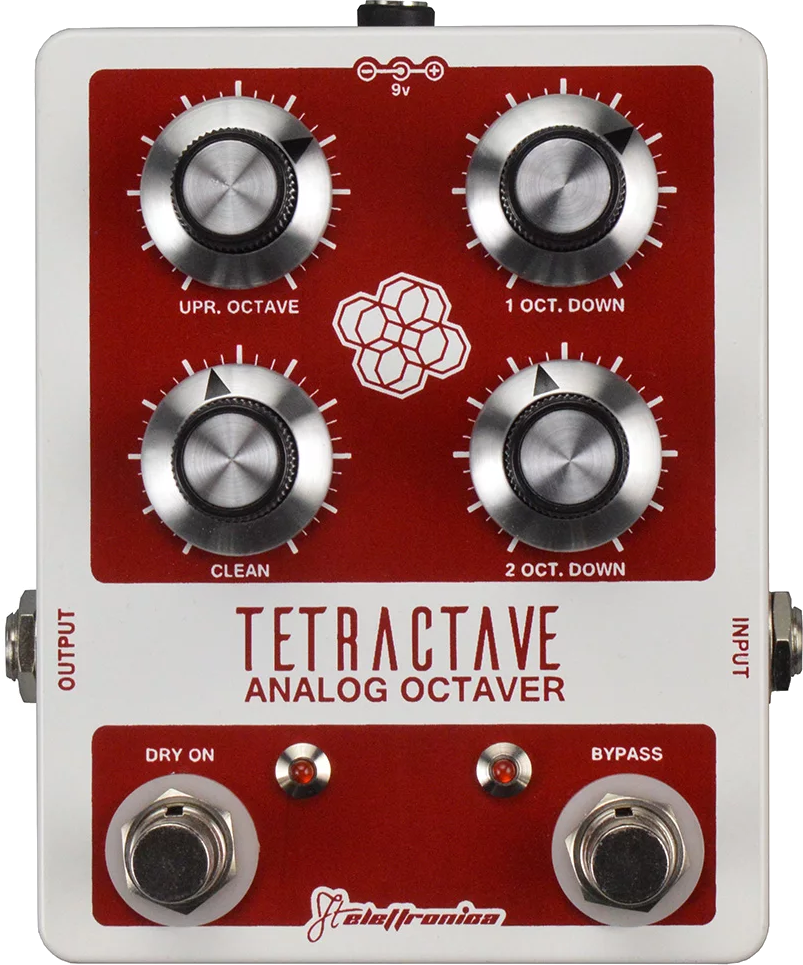 9v
UPR. OCTAVE
1 OCT. DOWN
CLEAN
2 OCT. DOWN
OUTPUT
INPUT
TETRACTAVE
ANALOG OCTAVER
DRY ON
BYPASS
Jt elettronica